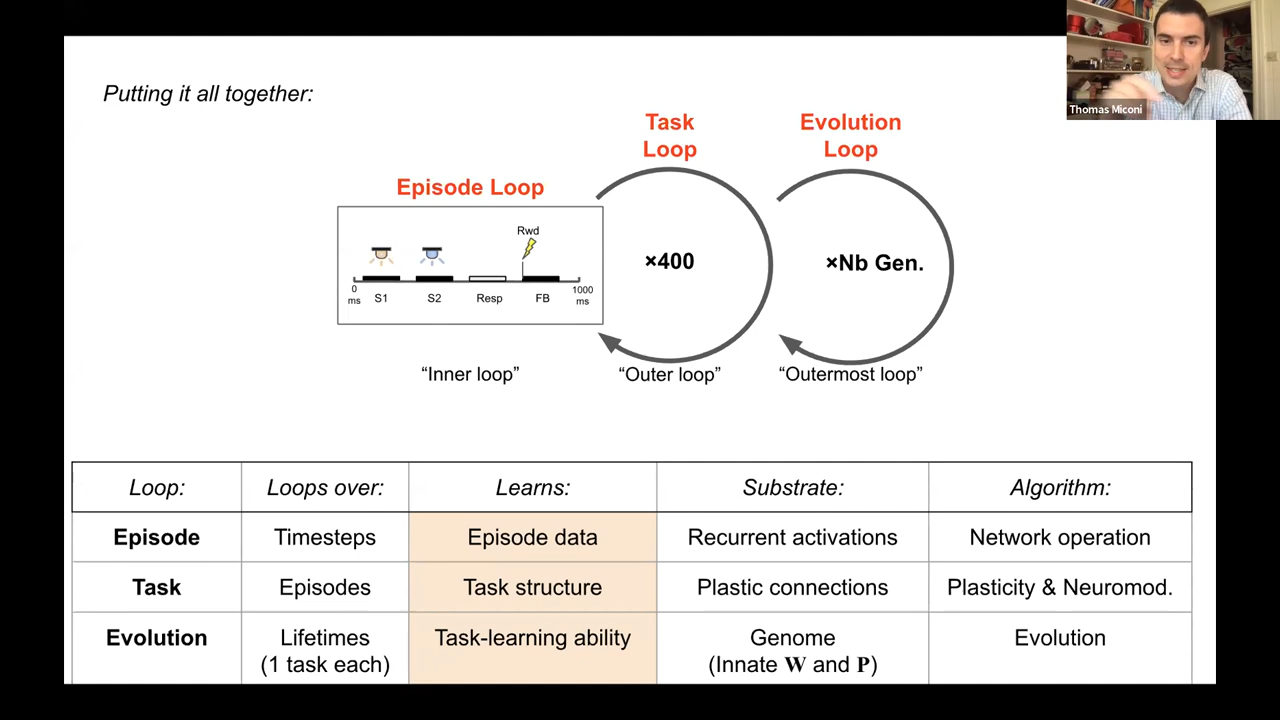 Thomas Miconi
Putting it all together:
Task
Loop
Evolution
Loop
Episode Loop
Rwd
×400
×Nb Gen.
0
ms
S1
S2
Resp
FB
1000
ms
“Inner loop”
“Outer loop”
“Outermost loop”
Loop:
Loops over:
Learns:
Substrate:
Algorithm:
Episode
Timesteps
Episode data
Recurrent activations
Network operation
Task
Episodes
Task structure
Plastic connections
Plasticity & Neuromod.
Evolution
Lifetimes
(1 task each)
Task-learning ability
Genome
(Innate W and P)
Evolution